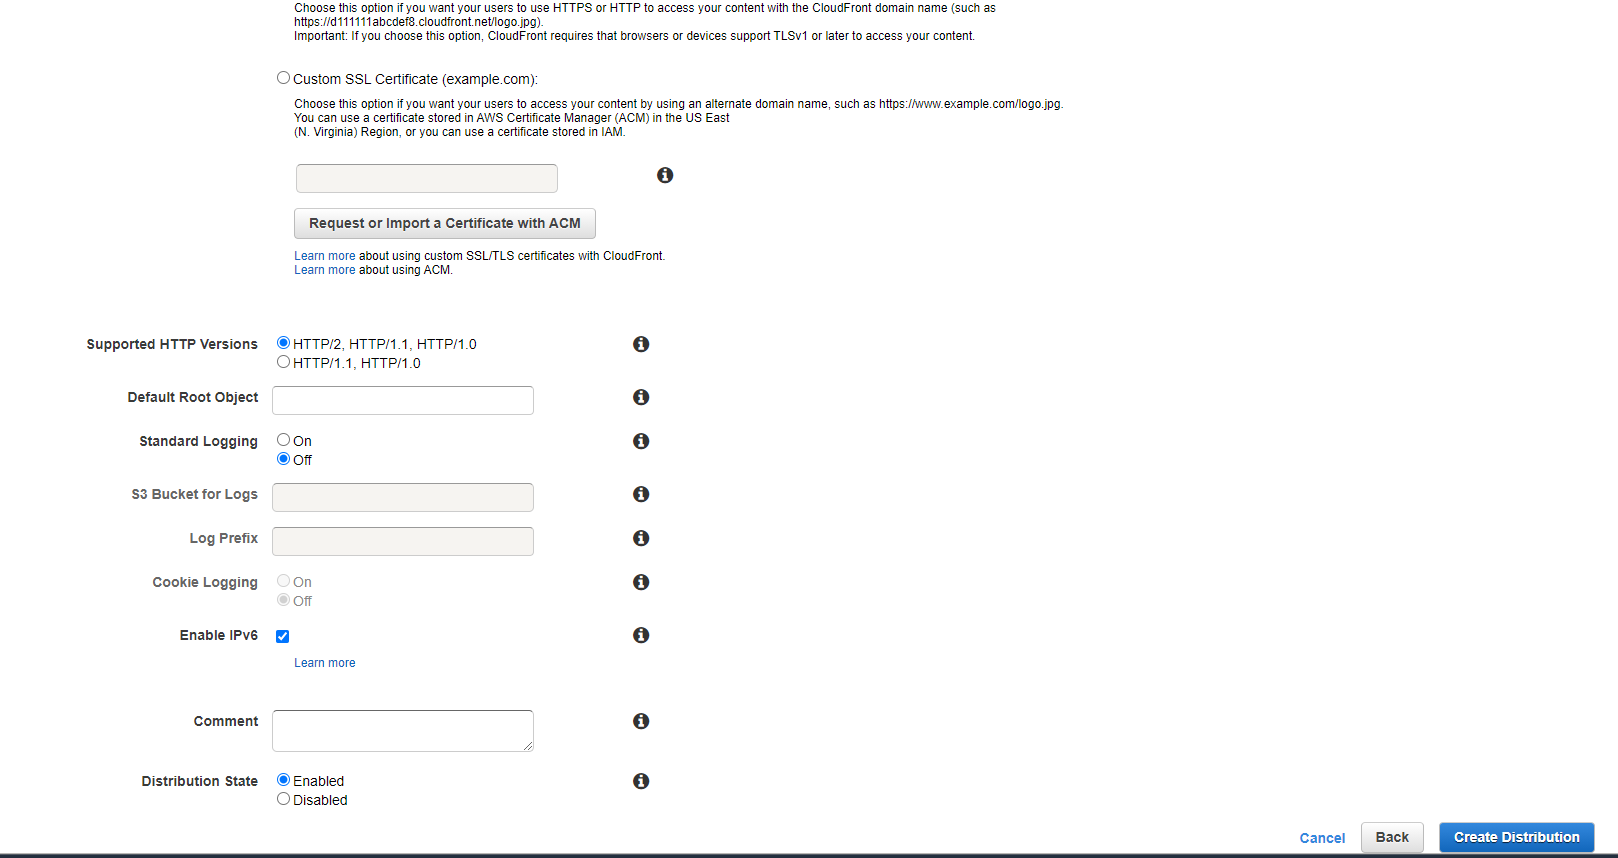 Choose this option if you want your users to use HTTPS or HTTP to access your content with the CloudFront domain name (such as
https://d111111abcdef8.cloudfront.net/logo.jpg).
Important: If you choose this option, CloudFront requires that browsers or devices support TLSv1 or later to access your content.
Custom SSL Certificate (example.com):
Choose this option if you want your users to access your content by using an alternate domain name, such as https://www.example.com/logo.jpg.
You can use a certificate stored in AWS Certificate Manager (ACM) in the US East
(N. Virginia) Region, or you can use a certificate stored in IAM.
Request or Import a Certificate with ACM
Learn more about using custom SSL/TLS certificates with CloudFront.
Learn more about using ACM.
Supported HTTP Versions HTTP/2, HTTP/1.1, HTTP/1.0
HTTP/1.1, HTTP/1.0
Default Root Object
Standard Logging On
Off
S3 Bucket for Logs
Log Prefix
Cookie Logging On
Off
Enable IPv6
Learn more
Comment
Distribution State Enabled
Disabled
Cancel Back Create Distribution